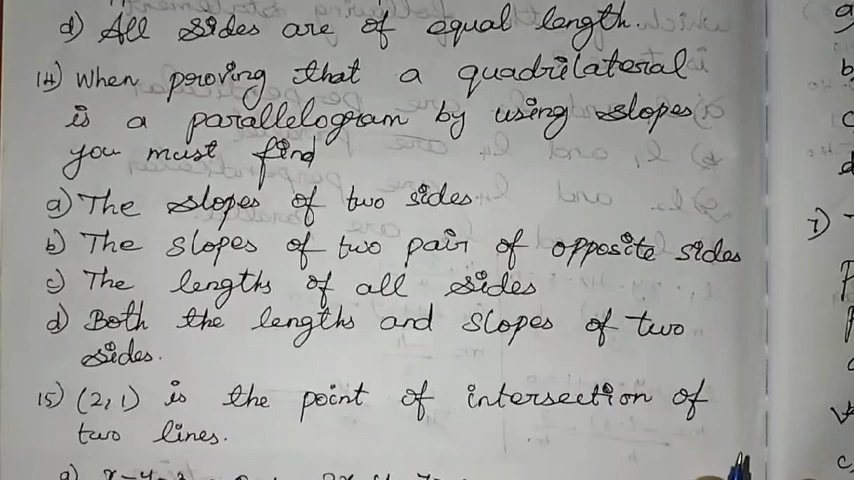 d) All sides are of equal length.
14) When proving that a quadrilateral
is a parallelogram by using slopes
you must find
a) The slopes of two sides
b) The slopes of two pair of opposite sides
c) The lengths of all sides
d) Both the lengths and slopes of two
sides.
15) (2,1) is the point of intersection of
two lines.